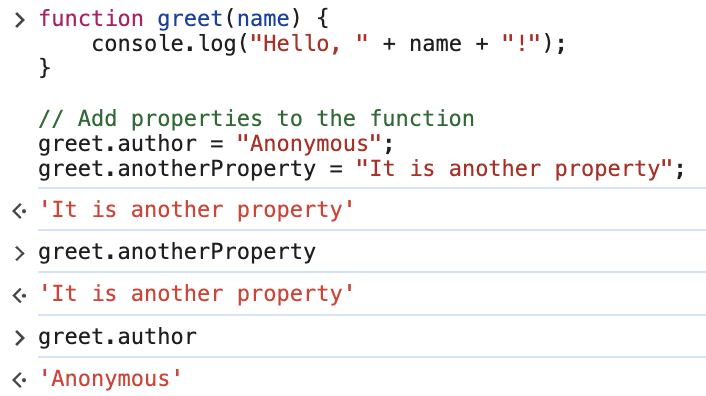 function greet(name) {
    console.log("Hello, " + name + "!");
}
// Add properties to the function
greet.author = "Anonymous";
greet.anotherProperty = "It is another property";
'It is another property'
greet.anotherProperty
'It is another property'
greet.author
'Anonymous'